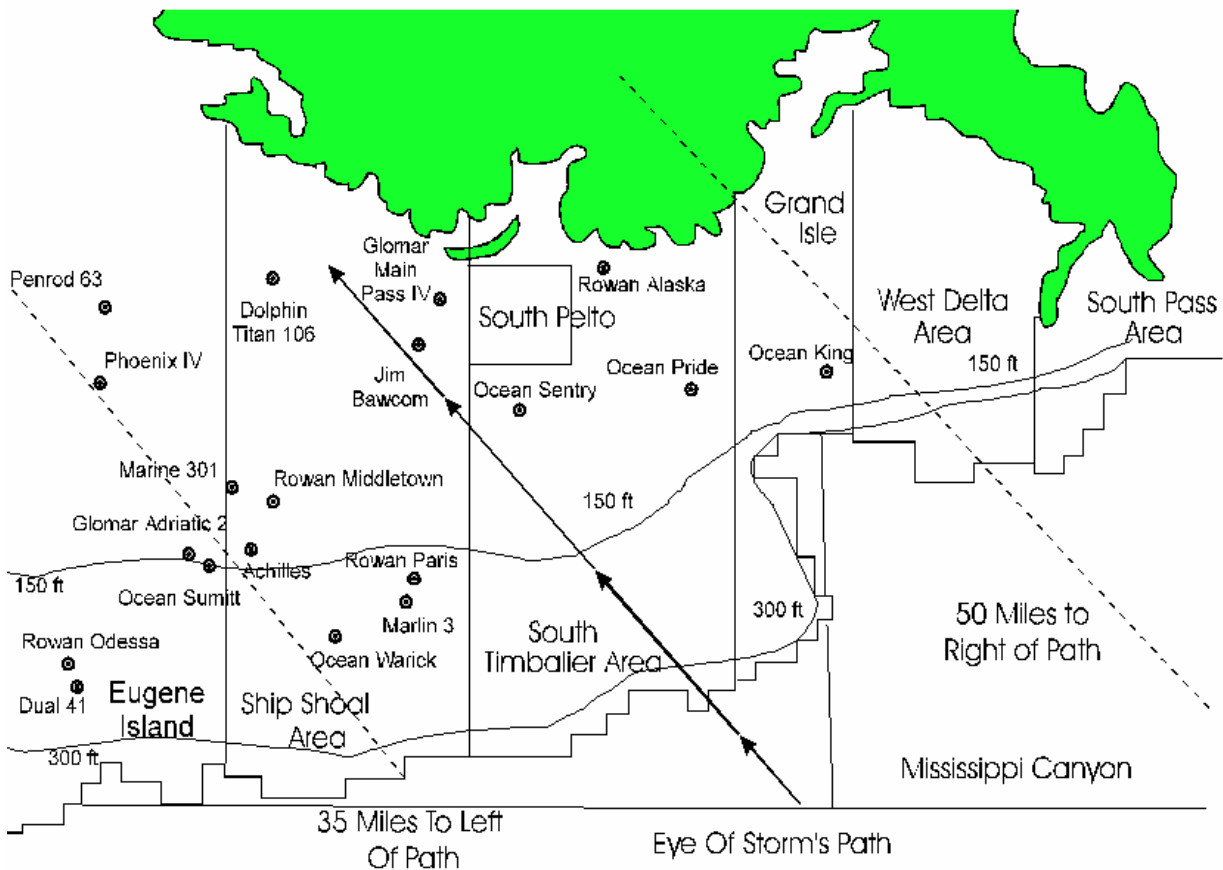 Grand
Isle
Glomar
Main
Pass IV
Penrod 63
Rowan Alaska
West Delta
Area
South Pass
Area
Dolphin
Titan 106
South Pelto
Phoenix IV
Ocean King
150 ft
Jim
Bawcom
Ocean Sentry
Ocean Pride
Marine 301
Rowan Middletown
150 ft
Glomar Adriatic 2
Achilles
Rowan Paris
150 ft
Ocean Sumitt
Marlin 3
300 ft
50 Miles to
Right of Path
Rowan Odessa
Ocean Warick
South
Timbalier Area
Dual 41
Eugene
Island
Ship Shoal
Area
300 ft
Mississippi Canyon
35 Miles To Left
Of Path
Eye Of Storm's Path